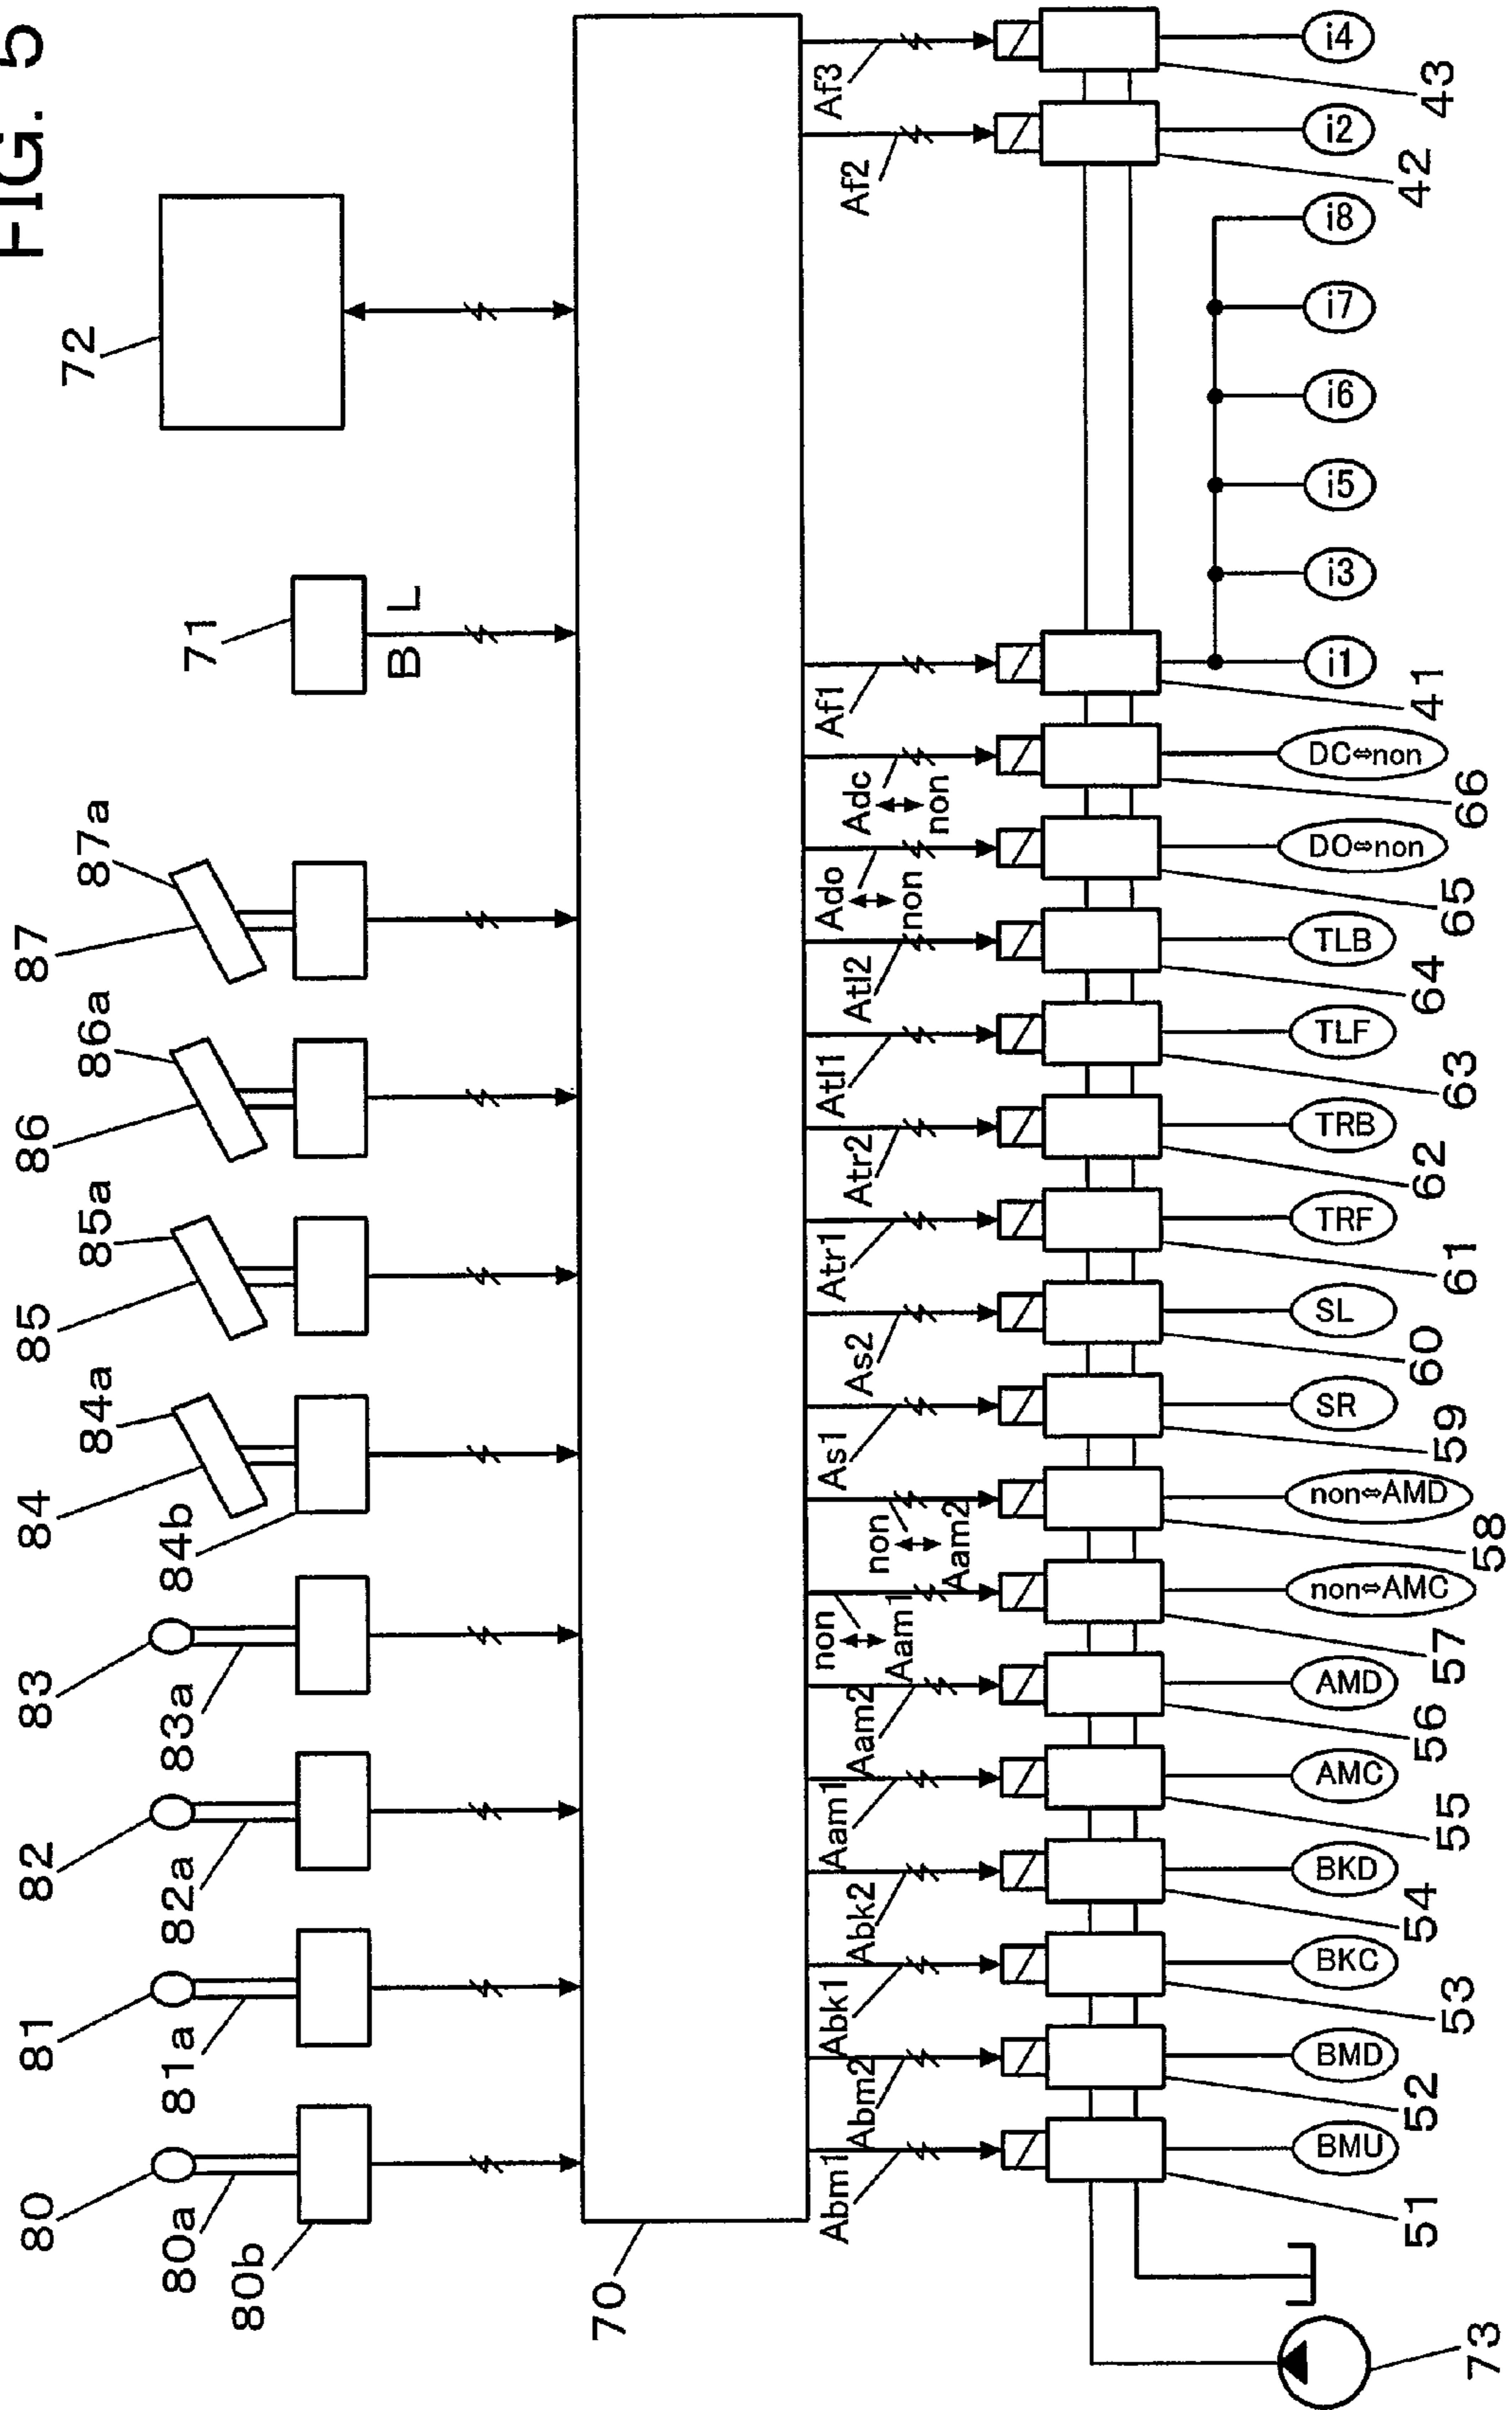 FIG. 5
80
81
82
83
84
85
86
87
72
80a
81a
82a
83a
84a
85a
86a
87a
71
80b
84b
B L
70
Abm1
Abm2
Abk1
Abk2
Aam1
Aam2
non
↕
Aam1
non
↕
Aam2
As1
As2
Atr1
Atr2
Atl1
Atl2
Ado
↕
non
Adc
↕
non
Af1
Af2
Af3
BMU
BMD
BKC
BKD
AMC
AMD
non⇔AMC
non⇔AMD
SR
SL
TRF
TRB
TLF
TLB
DO⇔non
DC⇔non
i1
i3
i5
i6
i7
i8
i2
i4
73
51
52
53
54
55
56
57
58
59
60
61
62
63
64
65
66
41
42
43